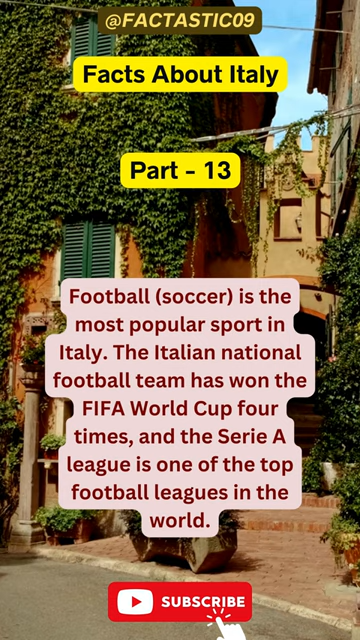 @FACTASTIC09
Facts About Italy
Part - 13
Football (soccer) is the
most popular sport in
Italy. The Italian national
football team has won the
FIFA World Cup four
times, and the Serie A
league is one of the top
football leagues in the
world.
SUBSCRIBE